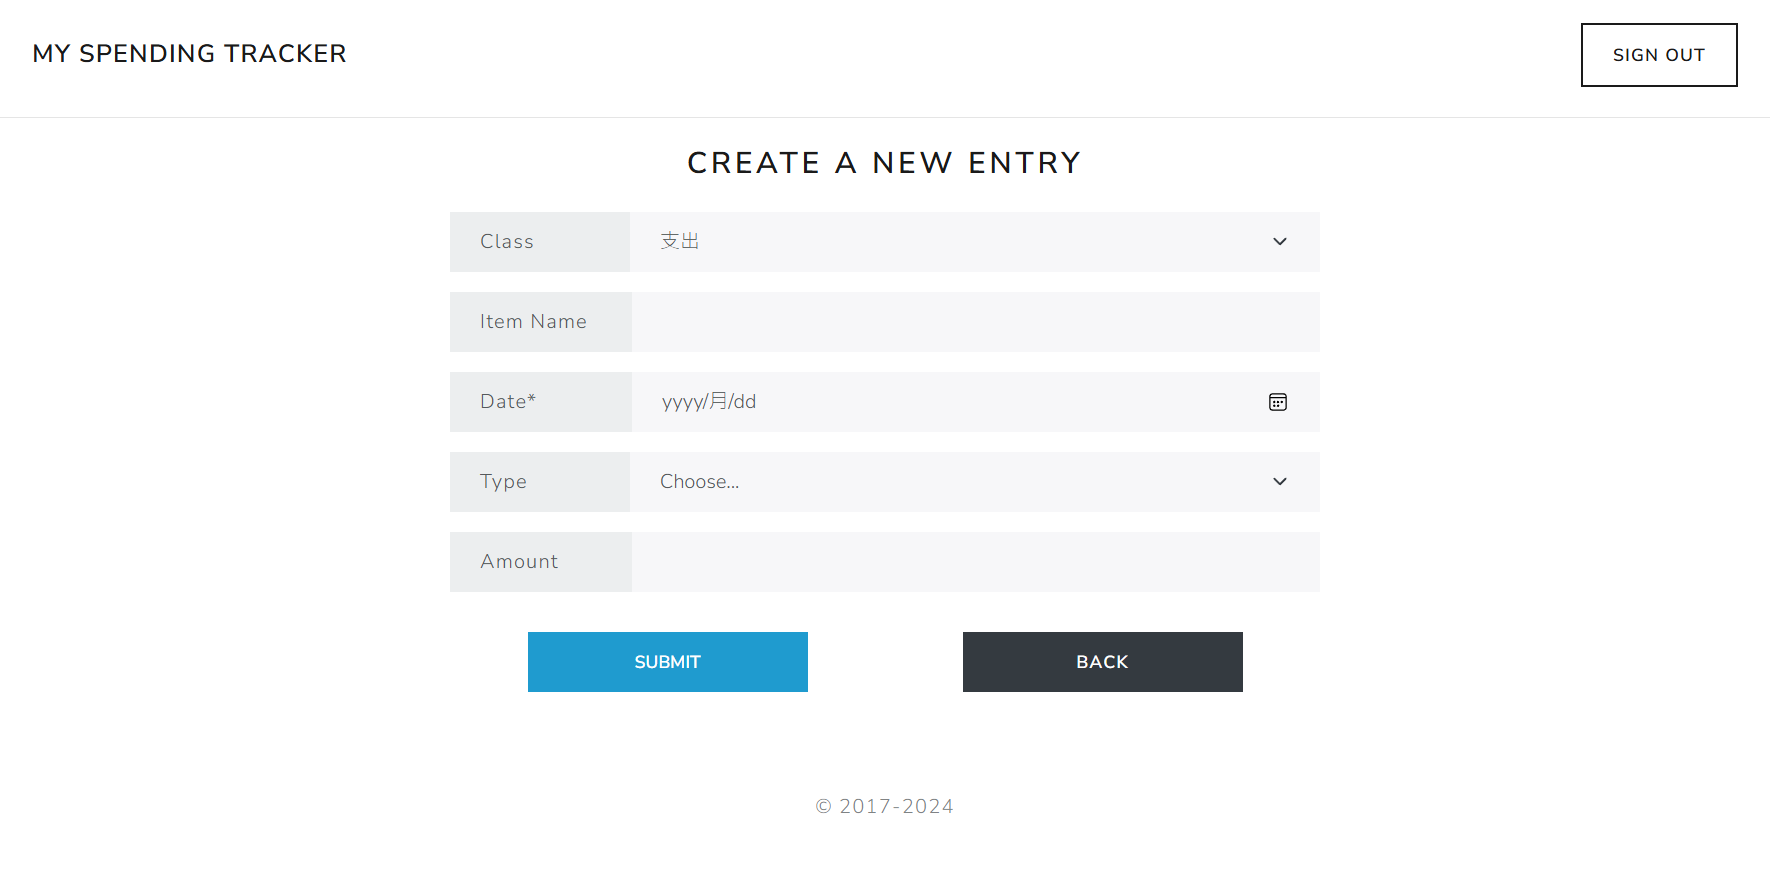 MY SPENDING TRACKER
SIGN OUT
CREATE A NEW ENTRY
Class 支出
Item Name
Date* yyyy/月/dd
Type Choose...
Amount
SUBMIT BACK
© 2017-2024